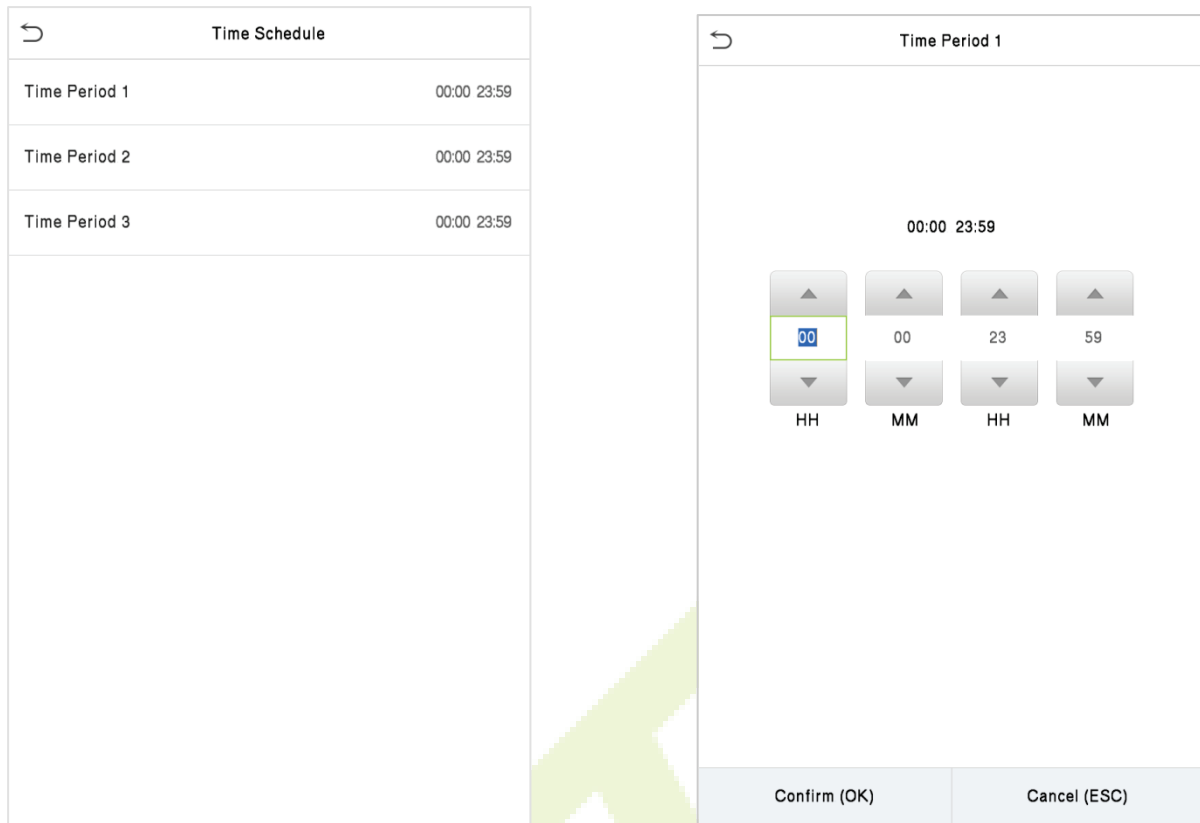 Time Schedule
Time Period 1 00:00 23:59
Time Period 2 00:00 23:59
Time Period 3 00:00 23:59
Time Period 1
00:00 23:59
00 00 23 59
HH MM HH MM
Confirm (OK) Cancel (ESC)